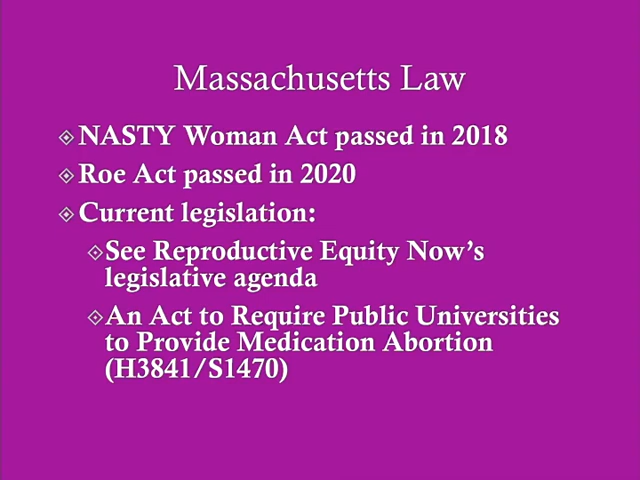 Massachusetts Law
NASTY Woman Act passed in 2018
Roe Act passed in 2020
Current legislation:
See Reproductive Equity Now’s
legislative agenda
An Act to Require Public Universities
to Provide Medication Abortion
(H3841/S1470)